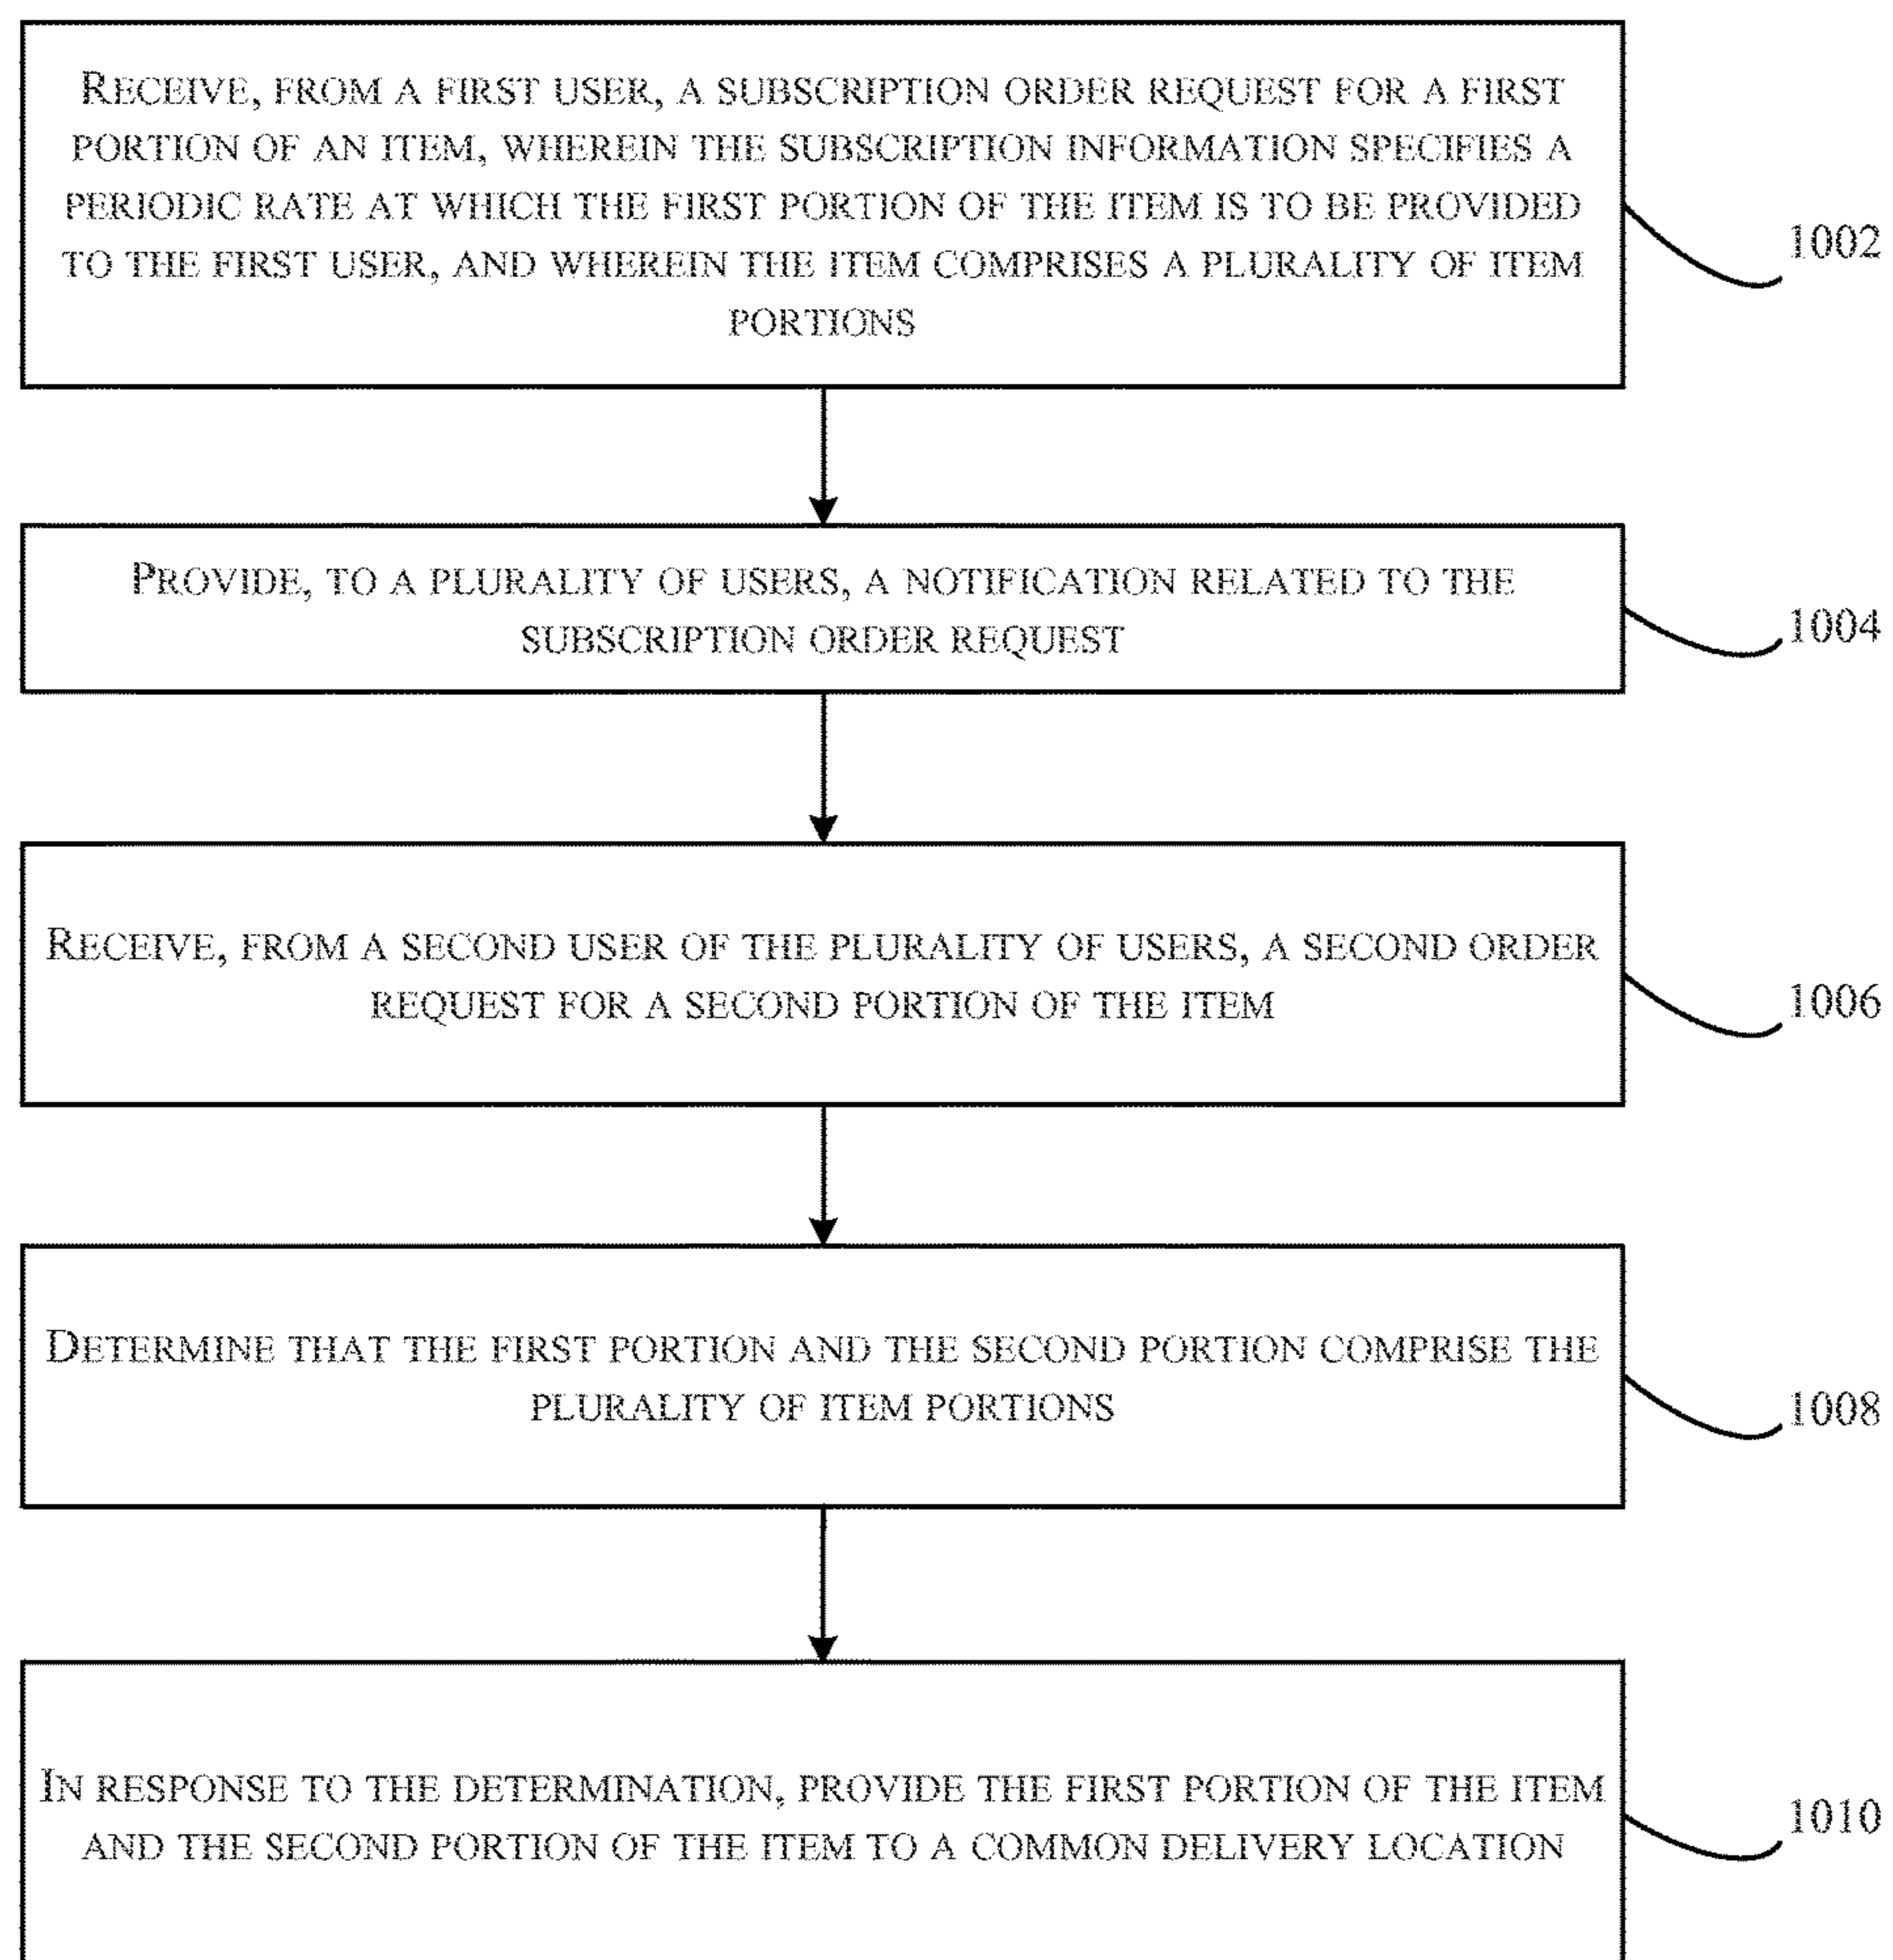 RECEIVE, FROM A FIRST USER, A SUBSCRIPTION ORDER REQUEST FOR A FIRST
PORTION OF AN ITEM, WHEREIN THE SUBSCRIPTION INFORMATION SPECIFIES A
PERIODIC RATE AT WHICH THE FIRST PORTION OF THE ITEM IS TO BE PROVIDED
TO THE FIRST USER, AND WHEREIN THE ITEM COMPRISES A PLURALITY OF ITEM
PORTIONS
1002
PROVIDE, TO A PLURALITY OF USERS, A NOTIFICATION RELATED TO THE
SUBSCRIPTION ORDER REQUEST
1004
RECEIVE, FROM A SECOND USER OF THE PLURALITY OF USERS, A SECOND ORDER
REQUEST FOR A SECOND PORTION OF THE ITEM
1006
DETERMINE THAT THE FIRST PORTION AND THE SECOND PORTION COMPRISE THE
PLURALITY OF ITEM PORTIONS
1008
IN RESPONSE TO THE DETERMINATION, PROVIDE THE FIRST PORTION OF THE ITEM
AND THE SECOND PORTION OF THE ITEM TO A COMMON DELIVERY LOCATION
1010